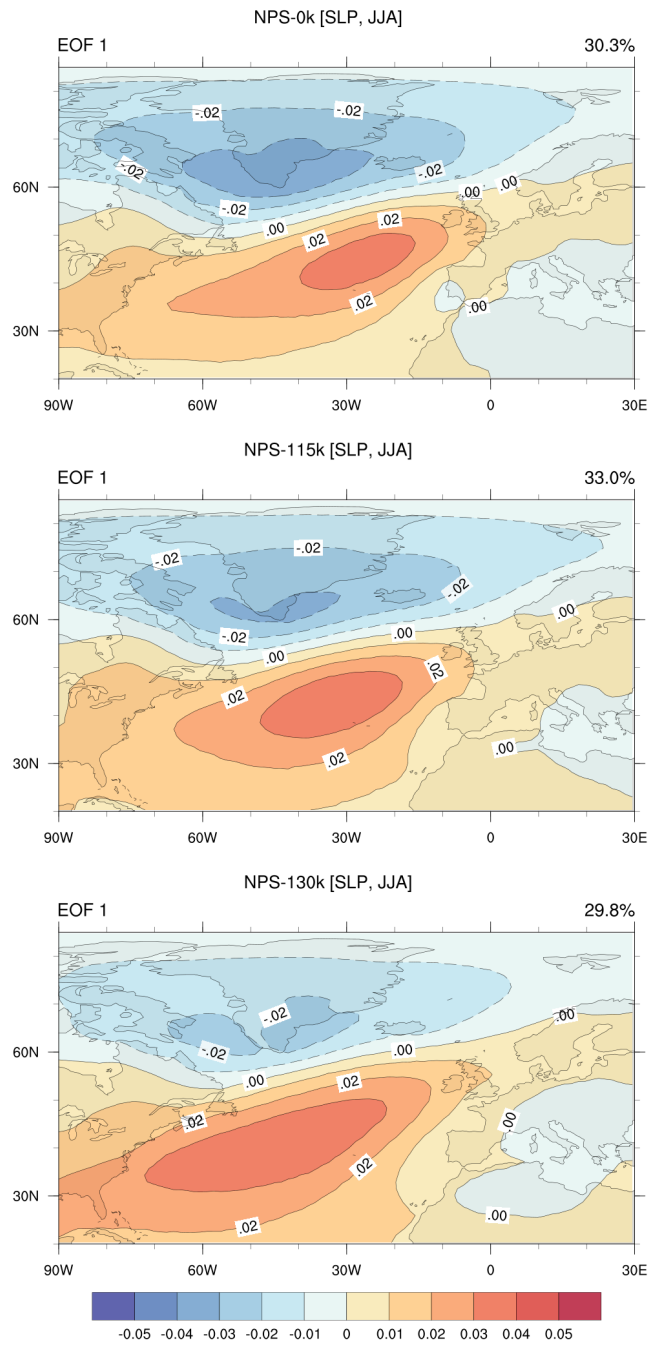 NPS-0k [SLP, JJA]
EOF 1 30.3%
-.02 -.02
-.02 -.02
60N -.02 .00 .00
.00 .02 .02
.02 .00
30N
90W 60W 30W 0 30E
NPS-115k [SLP, JJA]
EOF 1 33.0%
-.02 -.02
-.02
60N -.02 .00 .00
.00
.02 .02
30N .02 .00
90W 60W 30W 0 30E
NPS-130k [SLP, JJA]
EOF 1 29.8%
-.02 .00
60N -.02 .00
.00 .02
.02 .00
.02
30N
.02 .00
90W 60W 30W 0 30E
-0.05 -0.04 -0.03 -0.02 -0.01 0 0.01 0.02 0.03 0.04 0.05